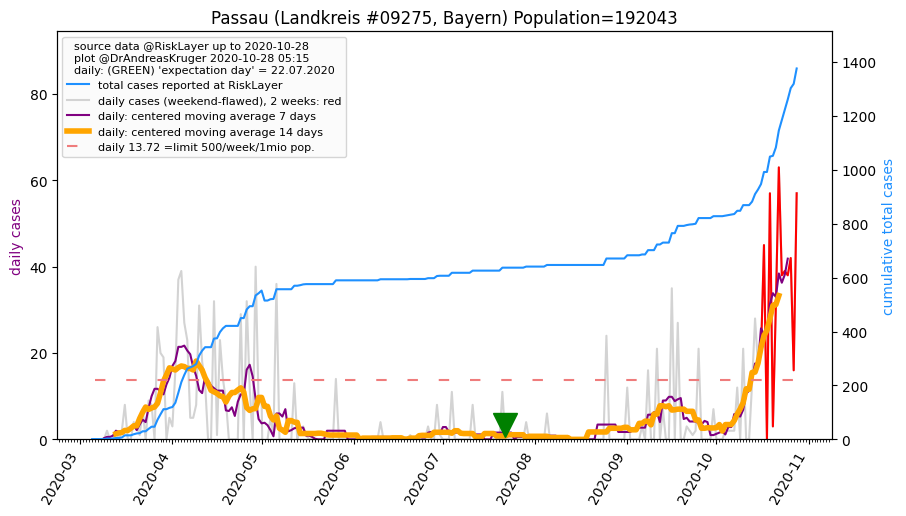 Passau (Landkreis #09275, Bayern) Population=192043
source data @RiskLayer up to 2020-10-28
plot @DrAndreasKruger 2020-10-28 05:15
daily: (GREEN) 'expectation day' = 22.07.2020
total cases reported at RiskLayer
daily cases (weekend-flawed), 2 weeks: red
daily: centered moving average 7 days
daily: centered moving average 14 days
daily 13.72 =limit 500/week/1mio pop.
daily cases
80
60
40
20
0
cumulative total cases
1400
1200
1000
800
600
400
200
0
2020-03
2020-04
2020-05
2020-06
2020-07
2020-08
2020-09
2020-10
2020-11